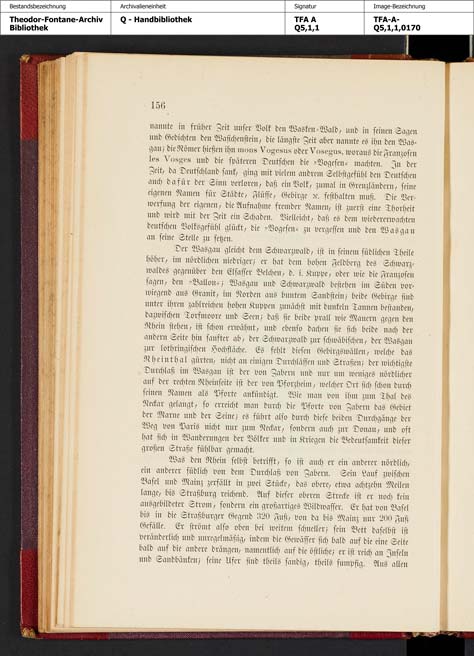 Bestandsbezeichnung
Archivalieneinheit
Signatur
Image-Bezeichnung
Theodor-Fontane-Archiv
Bibliothek
Q - Handbibliothek
TFA A
Q5,1,1
TFA-A-
Q5,1,1,0170
156
nannte in früher Zeit unser Volk den Wasken-Wald, und in seinen Sagen
und Gedichten den Waschenstein, die längste Zeit aber nannte es ihn den Was-
gau; die Römer hießen ihn mons Vogesus oder Vosegus, woraus die Franzosen
les Vosges und die späteren Deutschen die »Vogesen« machten. In der
Zeit, da Deutschland sank, ging mit vielem andrem Selbstgefühl den Deutschen
auch dafür der Sinn verloren, daß ein Volk, zumal in Grenzländern, seine
eigenen Namen für Städte, Flüsse, Gebirge ꝛc. festhalten muß. Die Ver-
werfung der eigenen, die Aufnahme fremder Namen, ist zuerst eine Thorheit
und wird mit der Zeit ein Schaden. Vielleicht, daß es dem wiedererwachten
deutschen Volksgefühl glückt, die »Vogesen« zu vergessen und den Wasgau
an seine Stelle zu setzen.
Der Wasgau gleicht dem Schwarzwald, ist in seinem südlichen Theile
höher, im nördlichen niedriger; er hat dem hohen Feldberg des Schwarz-
waldes gegenüber den Elsasser Belchen, d. i. Kuppe, oder wie die Franzosen
sagen, den »Ballon«; Wasgau und Schwarzwald bestehen im Süden vor-
wiegend aus Granit, im Norden aus buntem Sandstein; beide Gebirge sind
unter ihren zahlreichen hohen Kuppen zunächst mit dunkeln Tannen bestanden,
dazwischen Torfmoore und Seen; daß sie beide prall wie Mauern gegen den
Rhein stehen, ist schon erwähnt, und ebenso dachen sie sich beide nach der
andern Seite hin sanfter ab, der Schwarzwald zur schwäbischen, der Wasgau
zur lothringischen Hochfläche. Es fehlt diesen Gebirgswällen, welche das
Rheinthal gürten, nicht an einigen Durchlässen und Straßen; der wichtigste
Durchlaß im Wasgau ist der von Zabern und nur um weniges nördlicher
auf der rechten Rheinseite ist der von Pforzheim, welcher Ort sich schon durch
seinen Namen als Pforte ankündigt. Wie man von ihm zum Thal des
Neckar gelangt, so erreicht man durch die Pforte von Zabern das Gebiet
der Marne und der Seine; es führt also durch diese beiden Durchgänge der
Weg von Paris nicht nur zum Neckar, sondern auch zur Donau, und oft
hat sich in Wanderungen der Völker und in Kriegen die Bedeutsamkeit dieser
großen Straße fühlbar gemacht.
Was den Rhein selbst betrifft, so ist auch er ein anderer nördlich,
ein anderer südlich von dem Durchlaß von Zabern. Sein Lauf zwischen
Basel und Mainz zerfällt in zwei Stücke, das obere, etwa achtzehn Meilen
lange, bis Straßburg reichend. Auf dieser oberen Strecke ist er noch kein
ausgebildeter Strom, sondern ein großartiges Wildwasser. Er hat von Basel
bis in die Straßburger Gegend 320 Fuß, von da bis Mainz nur 200 Fuß
Gefälle. Er strömt also oben bei weitem schneller; sein Bett daselbst ist
veränderlich und unregelmäßig, indem die Gewässer sich bald auf die eine Seite
bald auf die andere drängen, namentlich auf die östliche; er ist reich an Inseln
und Sandbänken; seine Ufer sind theils sandig, theils sumpfig. Aus allen